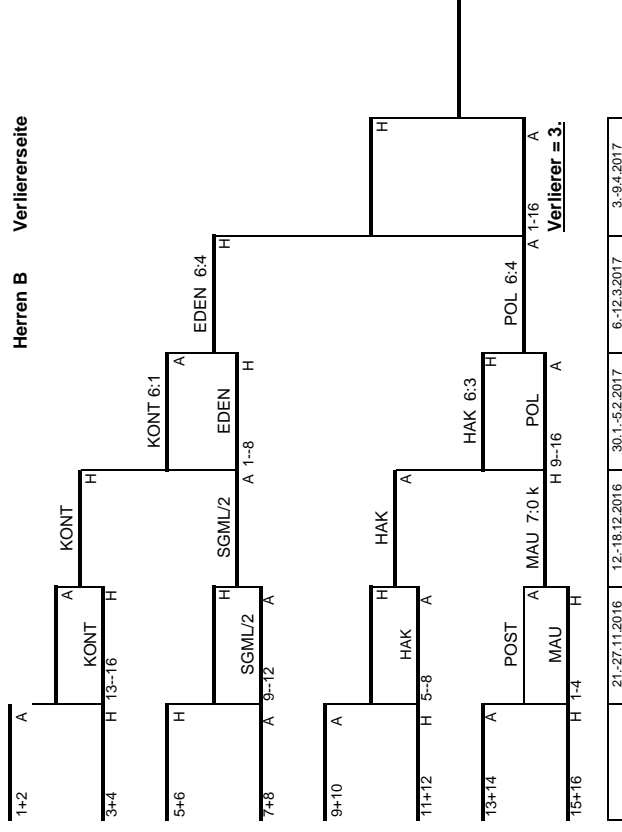 Herren B Verliererseite
1+2
A
3+4
H
5+6
H
7+8
A
9+10
A
11+12
H
13+14
A
15+16
H
A
KONT
13--16
H
H
SGML/2
9--12
A
H
HAK
5--8
A
POST
A
MAU
1-4
H
KONT
H
SGML/2
A
HAK
A
MAU 7:0 k
H
KONT 6:1
A
EDEN
1--8
H
HAK 6:3
H
POL
9--16
A
EDEN 6:4
H
POL 6:4
A
H
1-16
A
Verlierer = 3.
21.-27.11.2016
12.-18.12.2016
30.1.-5.2.2017
6.-12.3.2017
3.-9.4.2017